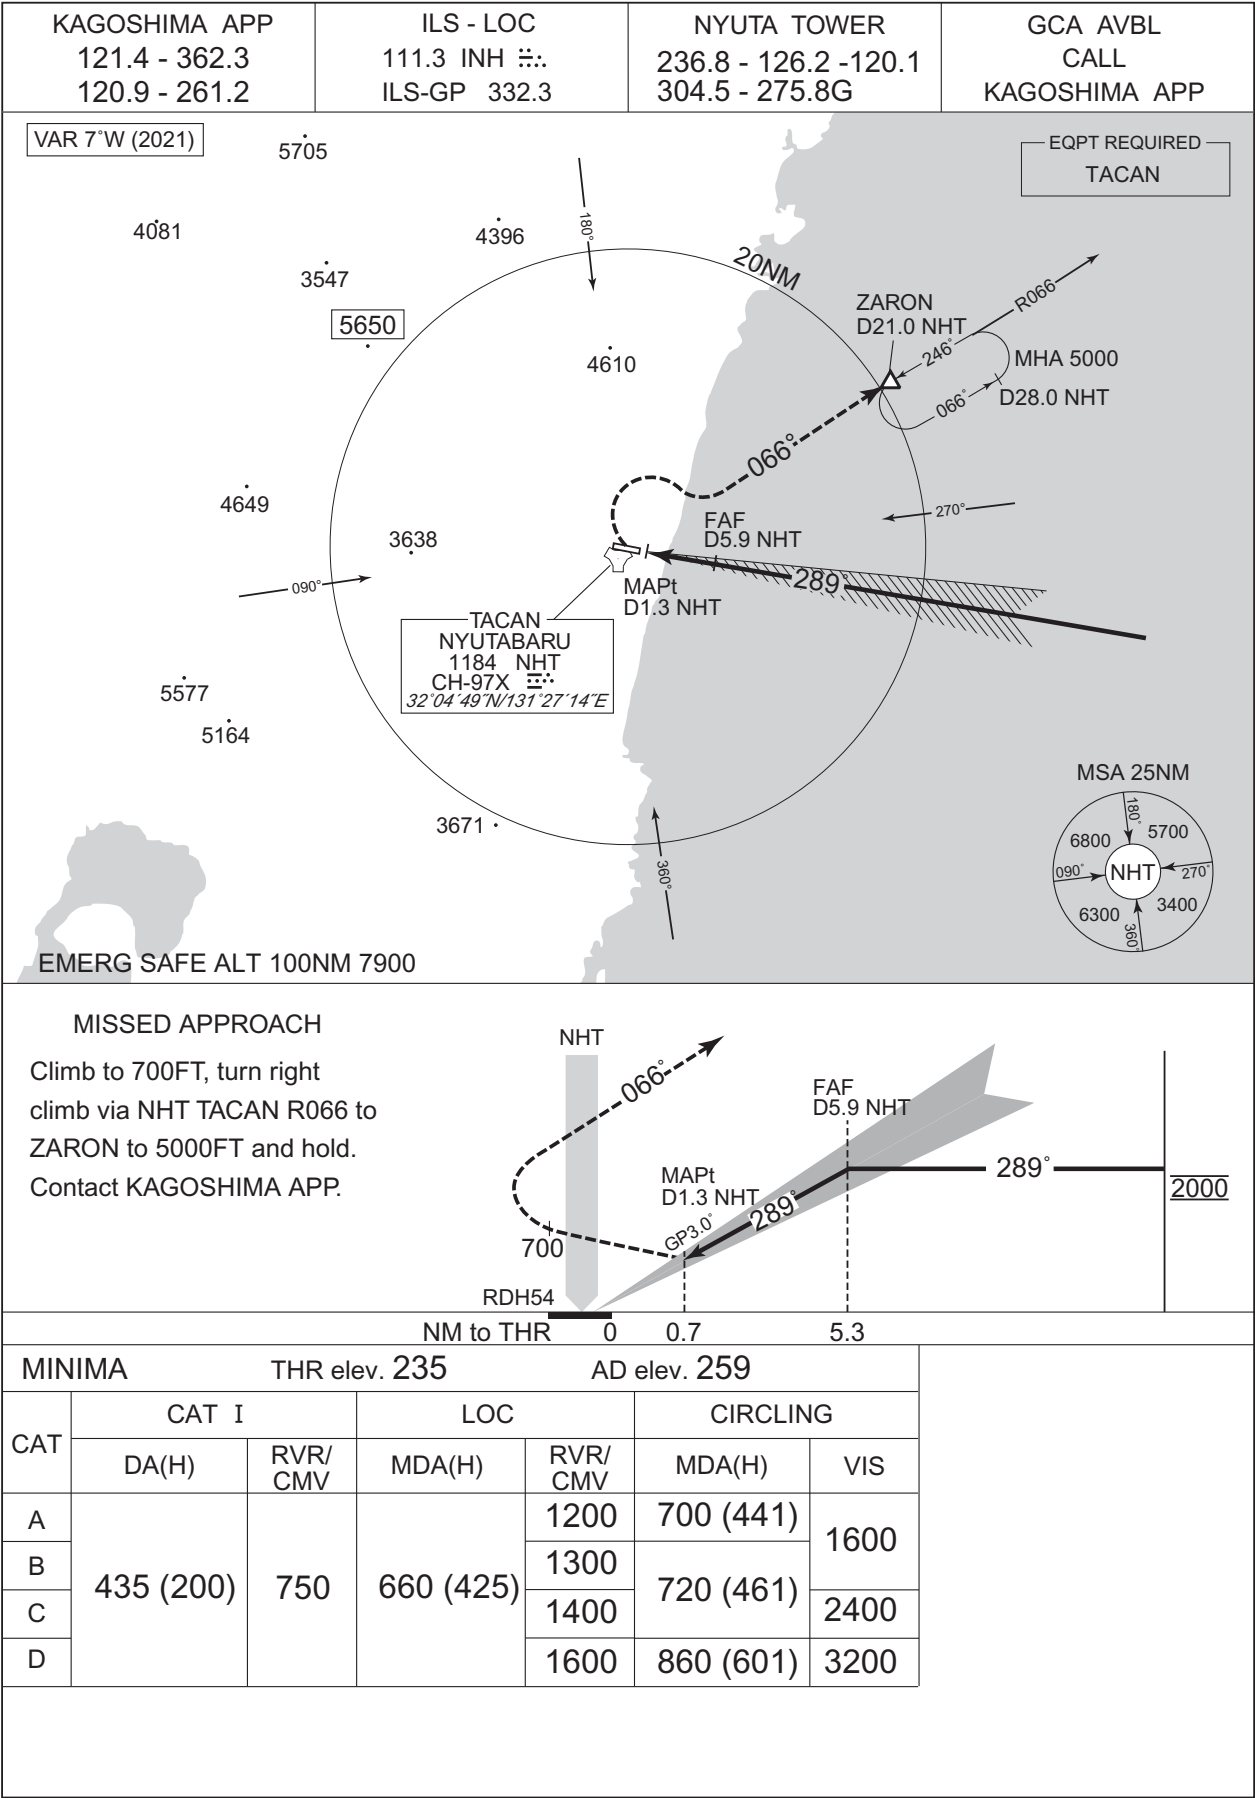 KAGOSHIMA APP
121.4 - 362.3
120.9 - 261.2
ILS - LOC
111.3 INH
ILS-GP 332.3
NYUTA TOWER
236.8 - 126.2 -120.1
304.5 - 275.8G
GCA AVBL
CALL
KAGOSHIMA APP
VAR 7°W (2021)
EQPT REQUIRED
TACAN
5705
4081
4396
180°
3547
20NM
5650
4610
ZARON
D21.0 NHT
R066
246°
MHA 5000
066°
D28.0 NHT
066°
4649
270°
3638
FAF
D5.9 NHT
090°
289°
MAPt
D1.3 NHT
TACAN
NYUTABARU
1184 NHT
CH-97X
32°04´49˝N/131°27´14˝E
5577
5164
3671
360°
MSA 25NM
180°
6800
5700
090°
NHT
270°
6300
3400
360°
EMERG SAFE ALT 100NM 7900
MISSED APPROACH
Climb to 700FT, turn right
climb via NHT TACAN R066 to
ZARON to 5000FT and hold.
Contact KAGOSHIMA APP.
NHT
066°
FAF
D5.9 NHT
MAPt
D1.3 NHT
289°
289°
2000
GP3.0°
700
RDH54
NM to THR 0 0.7 5.3
MINIMA THR elev. 235 AD elev. 259
CAT
CAT I LOC CIRCLING
DA(H) RVR/CMV MDA(H) RVR/CMV MDA(H) VIS
A 1200 700 (441)
1600
B 1300
435 (200) 750 660 (425) 720 (461)
C 1400 2400
D 1600 860 (601) 3200